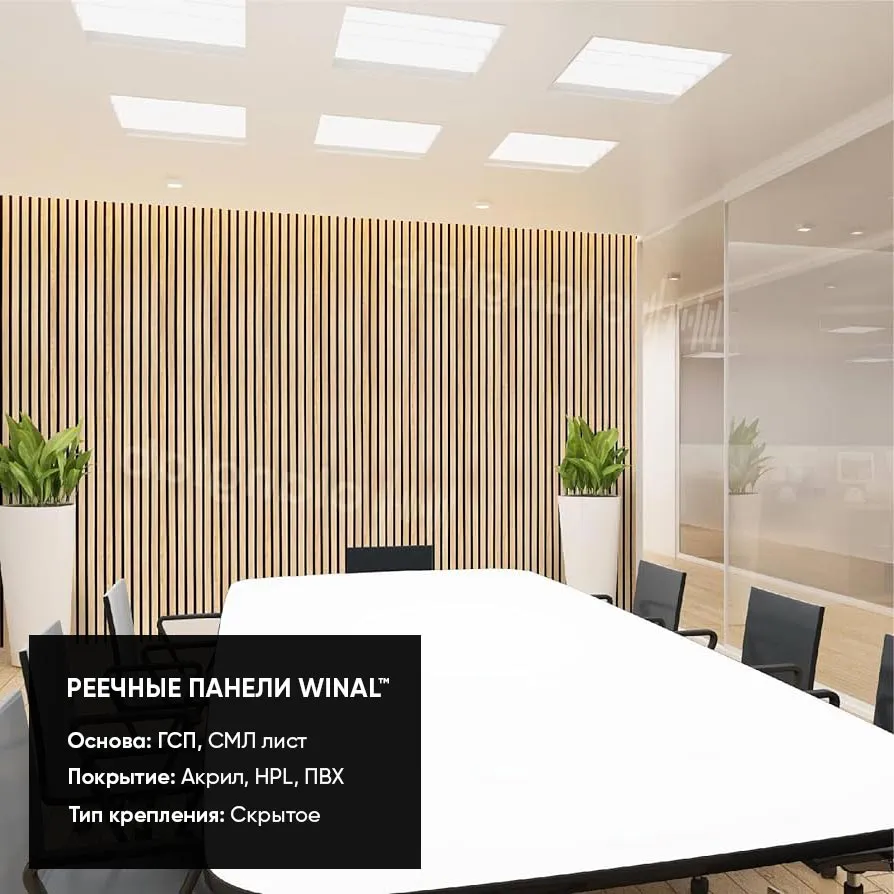 РЕЕЧНЫЕ ПАНЕЛИ WINAL™
Основа: ГСП, СМЛ лист
Покрытие: Акрил, HPL, ПВХ
Тип крепления: Скрытое